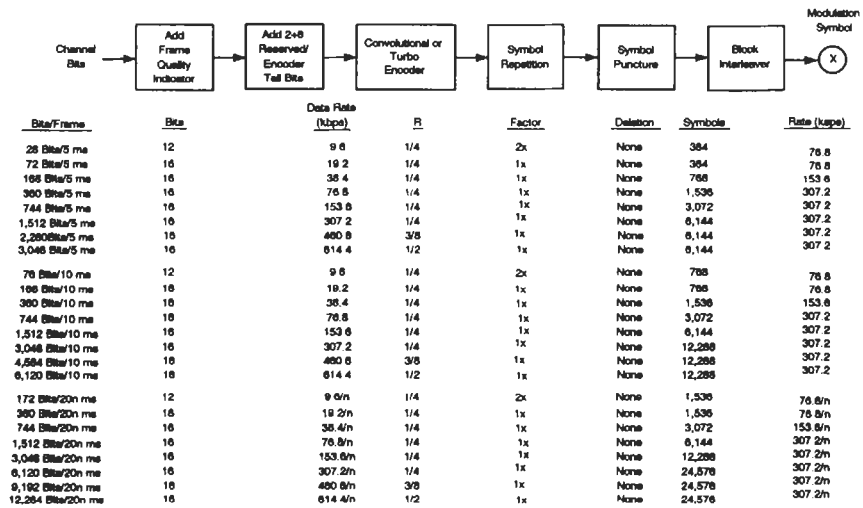 Modulation
Symbol
Channel
Bits
Add
Frame
Quality
Indicator
Add 2+6
Reserved/
Encoder
Tail Bits
Convolutional or
Turbo
Encoder
Symbol
Repetition
Symbol
Puncture
Block
Interleaver
X
Bits/Frame Bits Data Rate (kbps) R Factor Deletion Symbols Rate (ksps)
28 Bits/5 ms 12 9.6 1/4 2x None 384 76.8
72 Bits/5 ms 16 19.2 1/4 1x None 384 76.8
168 Bits/5 ms 16 38.4 1/4 1x None 768 153.6
360 Bits/5 ms 16 76.8 1/4 1x None 1,536 307.2
744 Bits/5 ms 16 153.6 1/4 1x None 3,072 307.2
1,512 Bits/5 ms 16 307.2 1/4 1x None 6,144 307.2
2,280Bits/5 ms 16 460.8 3/8 1x None 6,144 307.2
3,048 Bits/5 ms 16 614.4 1/2 1x None 6,144 307.2
76 Bits/10 ms 12 9.6 1/4 2x None 768 76.8
168 Bits/10 ms 16 19.2 1/4 1x None 768 76.8
360 Bits/10 ms 16 38.4 1/4 1x None 1,536 153.6
744 Bits/10 ms 16 76.8 1/4 1x None 3,072 307.2
1,512 Bits/10 ms 16 153.6 1/4 1x None 6,144 307.2
3,048 Bits/10 ms 16 307.2 1/4 1x None 12,288 307.2
4,584 Bits/10 ms 16 460.8 3/8 1x None 12,288 307.2
6,120 Bits/10 ms 16 614.4 1/2 1x None 12,288 307.2
172 Bits/20n ms 12 9.6/n 1/4 2x None 1,536 76.8/n
360 Bits/20n ms 16 19.2/n 1/4 1x None 1,536 76.8/n
744 Bits/20n ms 16 38.4/n 1/4 1x None 3,072 153.6/n
1,512 Bits/20n ms 16 76.8/n 1/4 1x None 6,144 307.2/n
3,048 Bits/20n ms 16 153.6/n 1/4 1x None 12,288 307.2/n
6,120 Bits/20n ms 16 307.2/n 1/4 1x None 24,576 307.2/n
9,192 Bits/20n ms 16 460.8/n 3/8 1x None 24,576 307.2/n
12,264 Bits/20n ms 16 614.4/n 1/2 1x None 24,576 307.2/n